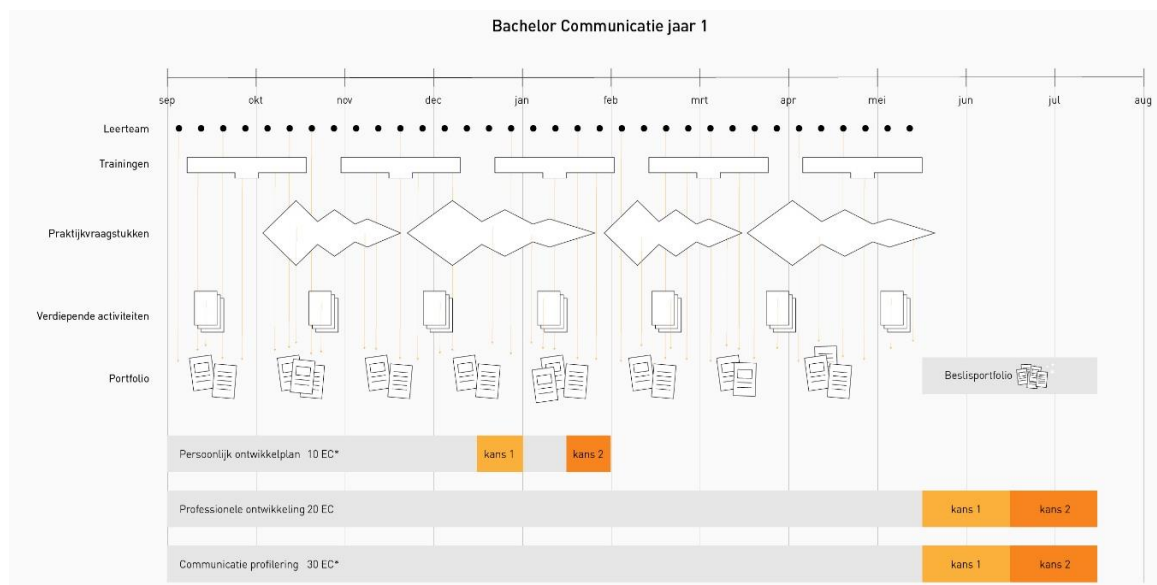 Bachelor Communicatie jaar 1
sep okt nov dec jan feb mrt apr mei jun jul aug
Leerteam
Trainingen
Praktijkvraagstukken
Verdiepende activiteiten
Portfolio
Beslisportfolio
Persoonlijk ontwikkelplan 10 EC* kans 1 kans 2
Professionele ontwikkeling 20 EC kans 1 kans 2
Communicatie profilering 30 EC* kans 1 kans 2